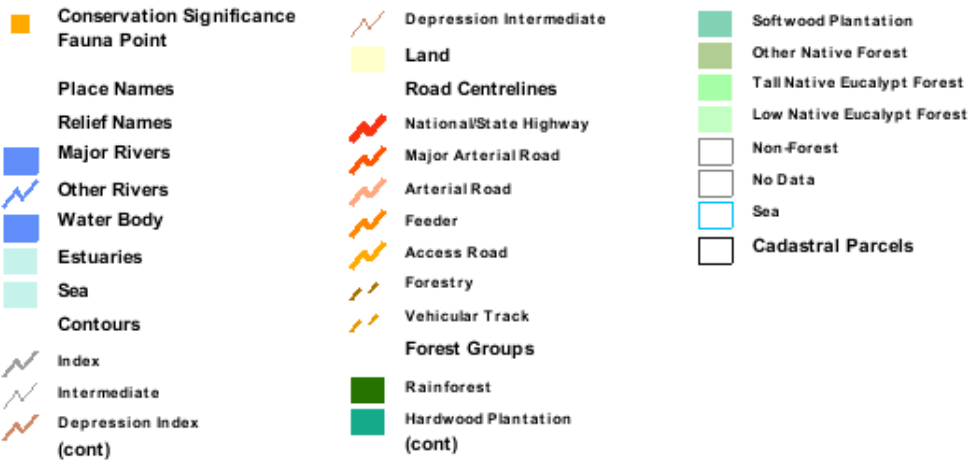 Conservation Significance
Fauna Point
Place Names
Relief Names
Major Rivers
Other Rivers
Water Body
Estuaries
Sea
Contours
Index
Intermediate
Depression Index
(cont)
Depression Intermediate
Land
Road Centrelines
National/State Highway
Major Arterial Road
Arterial Road
Feeder
Access Road
Forestry
Vehicular Track
Forest Groups
Rainforest
Hardwood Plantation
(cont)
Softwood Plantation
Other Native Forest
Tall Native Eucalypt Forest
Low Native Eucalypt Forest
Non-Forest
No Data
Sea
Cadastral Parcels